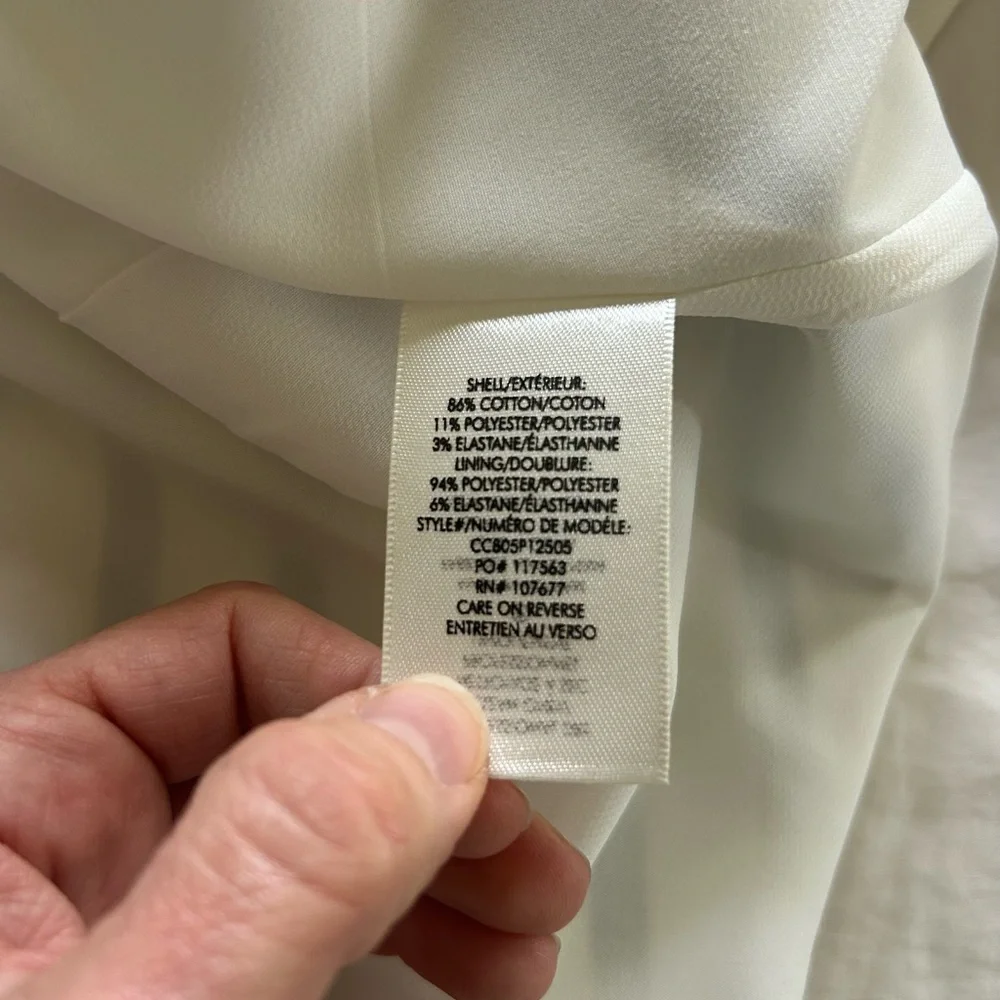 SHELL/EXTÉRIEUR:
86% COTTON/COTON
11% POLYESTER/POLYESTER
3% ELASTANE/ÉLASTHANNE
LINING/DOUBLURE:
94% POLYESTER/POLYESTER
6% ELASTANE/ÉLASTHANNE
STYLE#/NUMÉRO DE MODÉLE:
CC805P12505
PO# 117563
RN# 107677
CARE ON REVERSE
ENTRETIEN AU VERSO